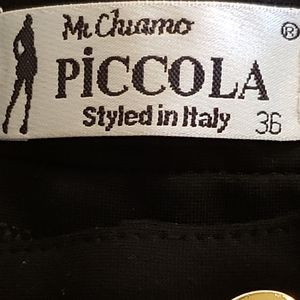 Mi Chiamo ®
PiCCOLA
Styled in Italy 36